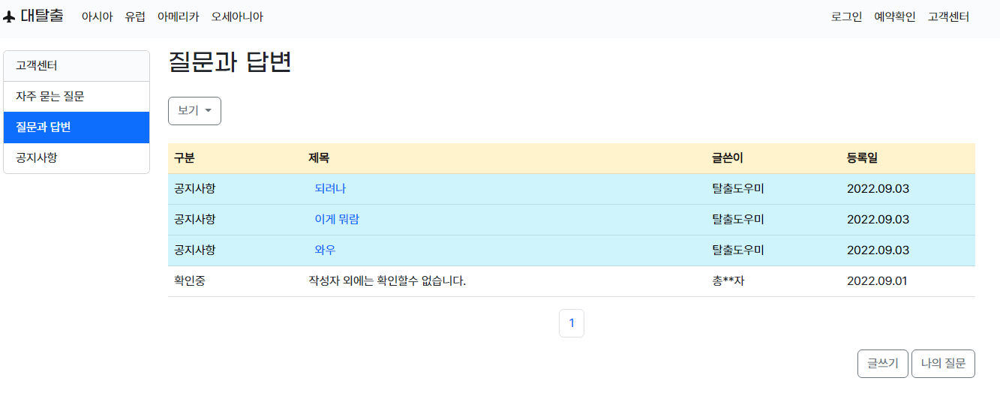 대탈출 아시아 유럽 아메리카 오세아니아 로그인 예약확인 고객센터
고객센터
자주 묻는 질문
질문과 답변
공지사항
질문과 답변
보기
구분 제목 글쓴이 등록일
공지사항 되려나 탈출도우미 2022.09.03
공지사항 이게 뭐람 탈출도우미 2022.09.03
공지사항 와우 탈출도우미 2022.09.03
확인중 작성자 외에는 확인할수 없습니다. 총**자 2022.09.01
1
글쓰기 나의 질문